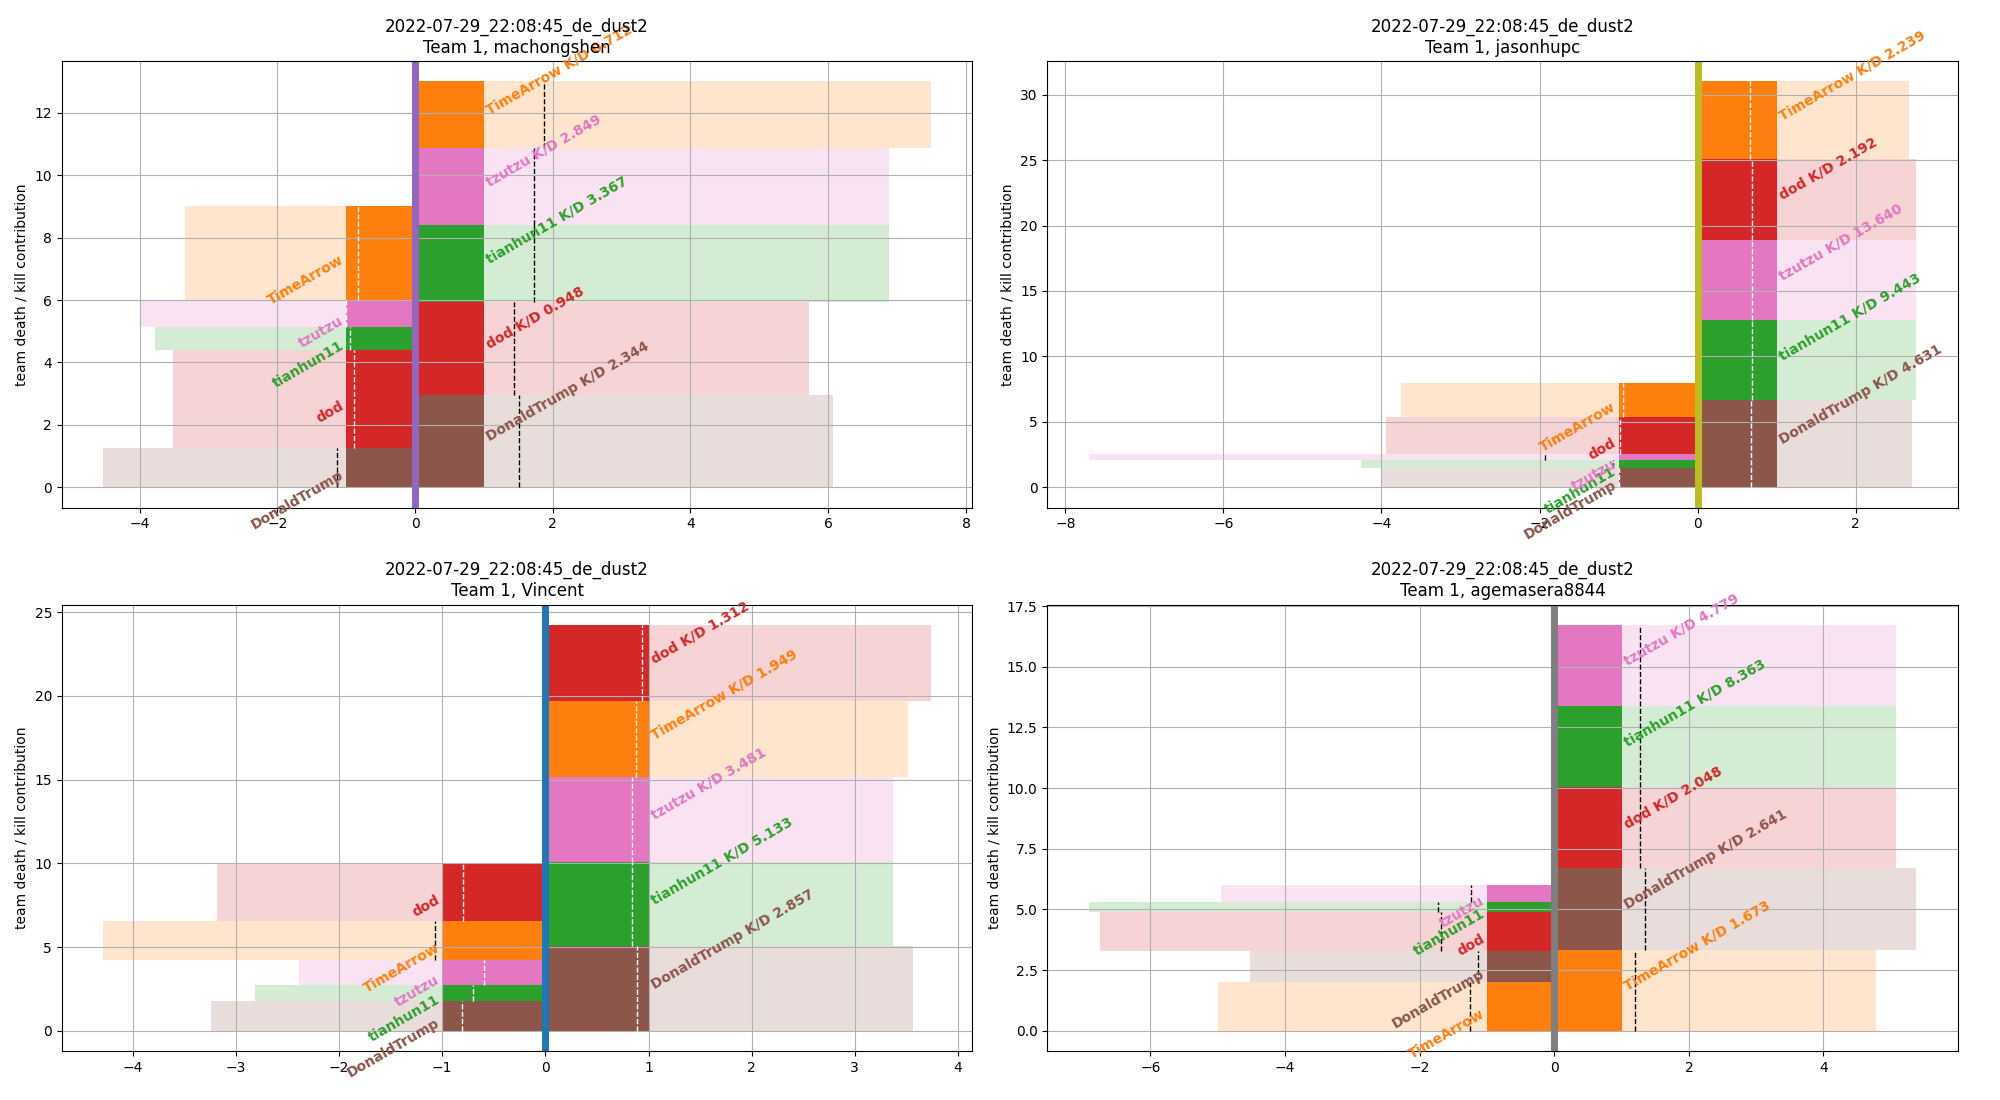 2022-07-29_22:08:45_de_dust2
Team 1, machongshen
team death / kill contribution
12
10
8
6
4
2
0
TimeArrow K/D 0.712
tzutzu K/D 2.849
tianhun11 K/D 3.367
dod K/D 0.948
DonaldTrump K/D 2.344
TimeArrow
tzutzu
tianhun11
dod
DonaldTrump
−4 −2 0 2 4 6 8
2022-07-29_22:08:45_de_dust2
Team 1, jasonhupc
team death / kill contribution
30
25
20
15
10
5
0
TimeArrow K/D 2.239
dod K/D 2.192
tzutzu K/D 13.640
tianhun11 K/D 9.443
DonaldTrump K/D 4.631
TimeArrow
dod
tzutzu
tianhun11
DonaldTrump
−8 −6 −4 −2 0 2
2022-07-29_22:08:45_de_dust2
Team 1, Vincent
team death / kill contribution
25
20
15
10
5
0
dod K/D 1.312
TimeArrow K/D 1.949
tzutzu K/D 3.481
tianhun11 K/D 5.133
DonaldTrump K/D 2.857
dod
TimeArrow
tzutzu
tianhun11
DonaldTrump
−4 −3 −2 −1 0 1 2 3 4
2022-07-29_22:08:45_de_dust2
Team 1, agemasera8844
team death / kill contribution
17.5
15.0
12.5
10.0
7.5
5.0
2.5
0.0
tzutzu K/D 4.779
tianhun11 K/D 8.363
dod K/D 2.048
DonaldTrump K/D 2.641
TimeArrow K/D 1.673
tzutzu
tianhun11
dod
DonaldTrump
TimeArrow
−6 −4 −2 0 2 4